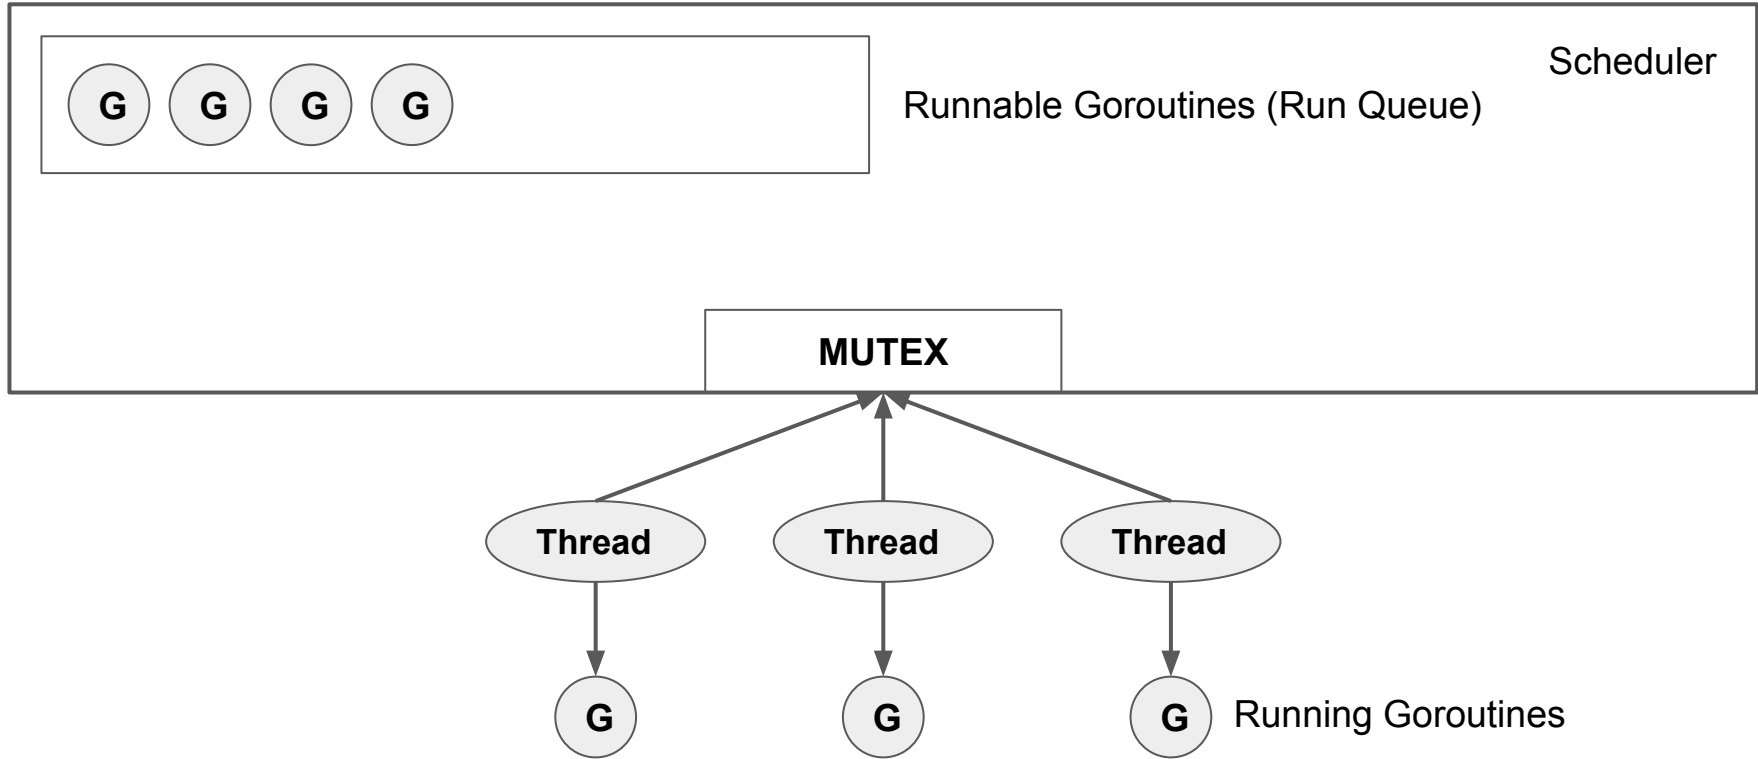 Scheduler
G G G G
Runnable Goroutines (Run Queue)
MUTEX
Thread Thread Thread
G G G
Running Goroutines